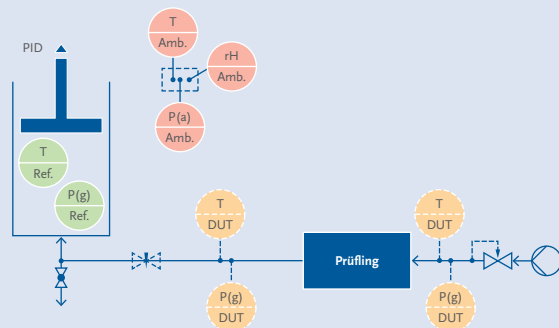 PID
T
Amb.
rH
Amb.
P(a)
Amb.
T
Ref.
P(g)
Ref.
T
DUT
P(g)
DUT
Prüfling
T
DUT
P(g)
DUT